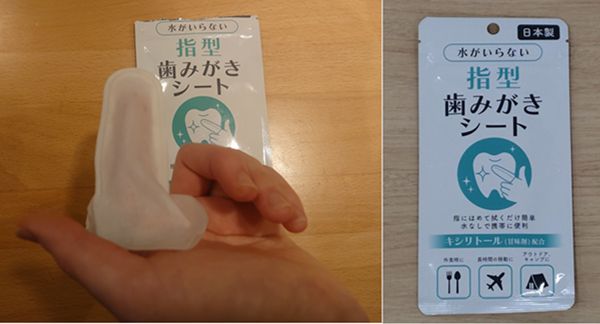 水がいらない
指型
歯みがき
シート
日本製
水がいらない
指型
歯みがき
シート
指にはめて拭くだけ簡単
水なしで携帯に便利
キシリトール(甘味剤)配合
外食時に
長時間の移動に
アウトドア、
キャンプに